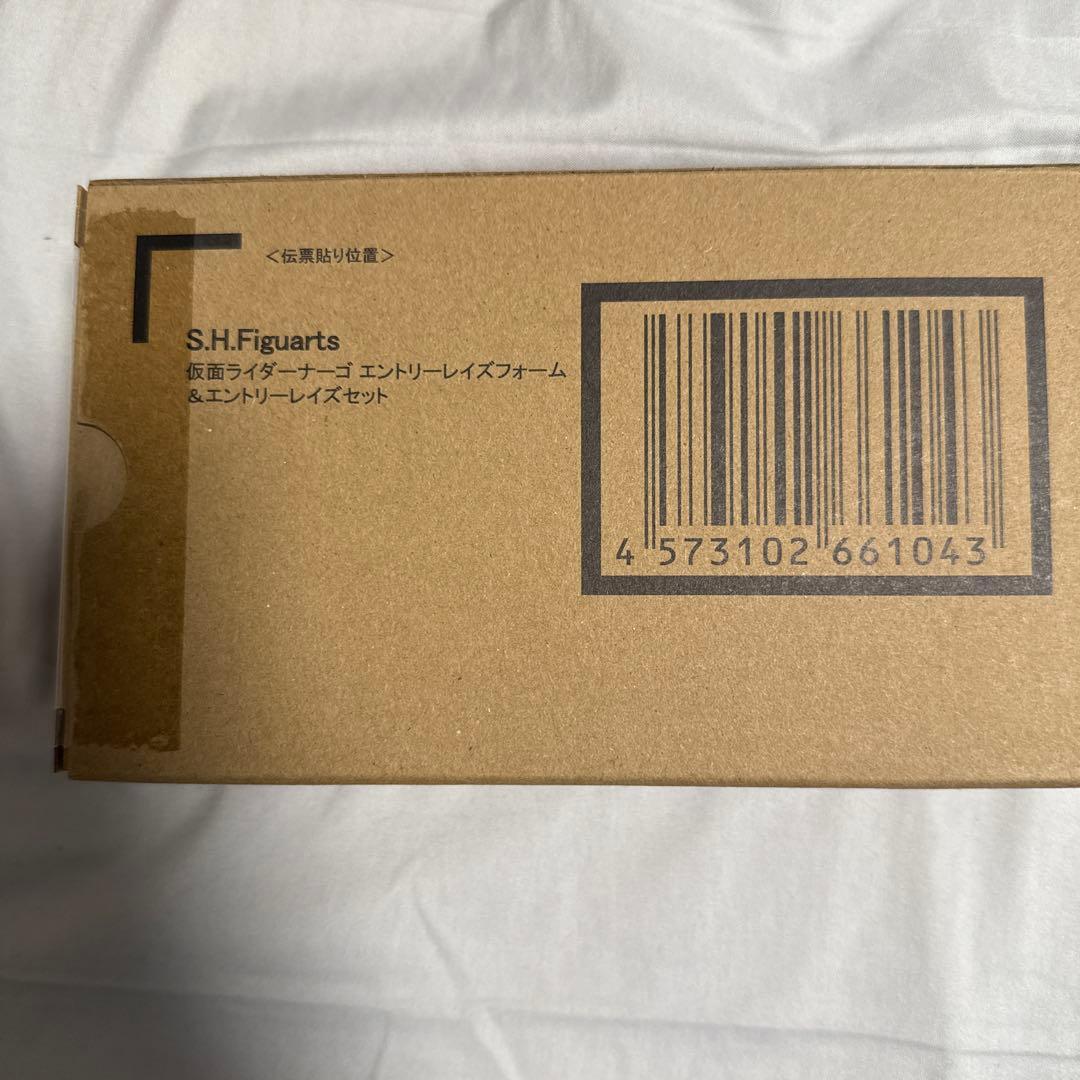 ＜伝票貼り位置＞
S.H.Figuarts
仮面ライダーナーゴ エントリーレイズフォーム
＆エントリーレイズセット
4 573102 661043